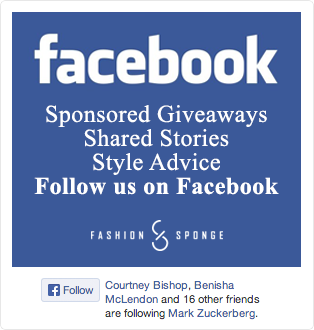 facebook
Sponsored Giveaways
Shared Stories
Style Advice
Follow us on Facebook
FASHION SPONGE
Follow
Courtney Bishop, Benisha
McLendon and 16 other friends
are following Mark Zuckerberg.